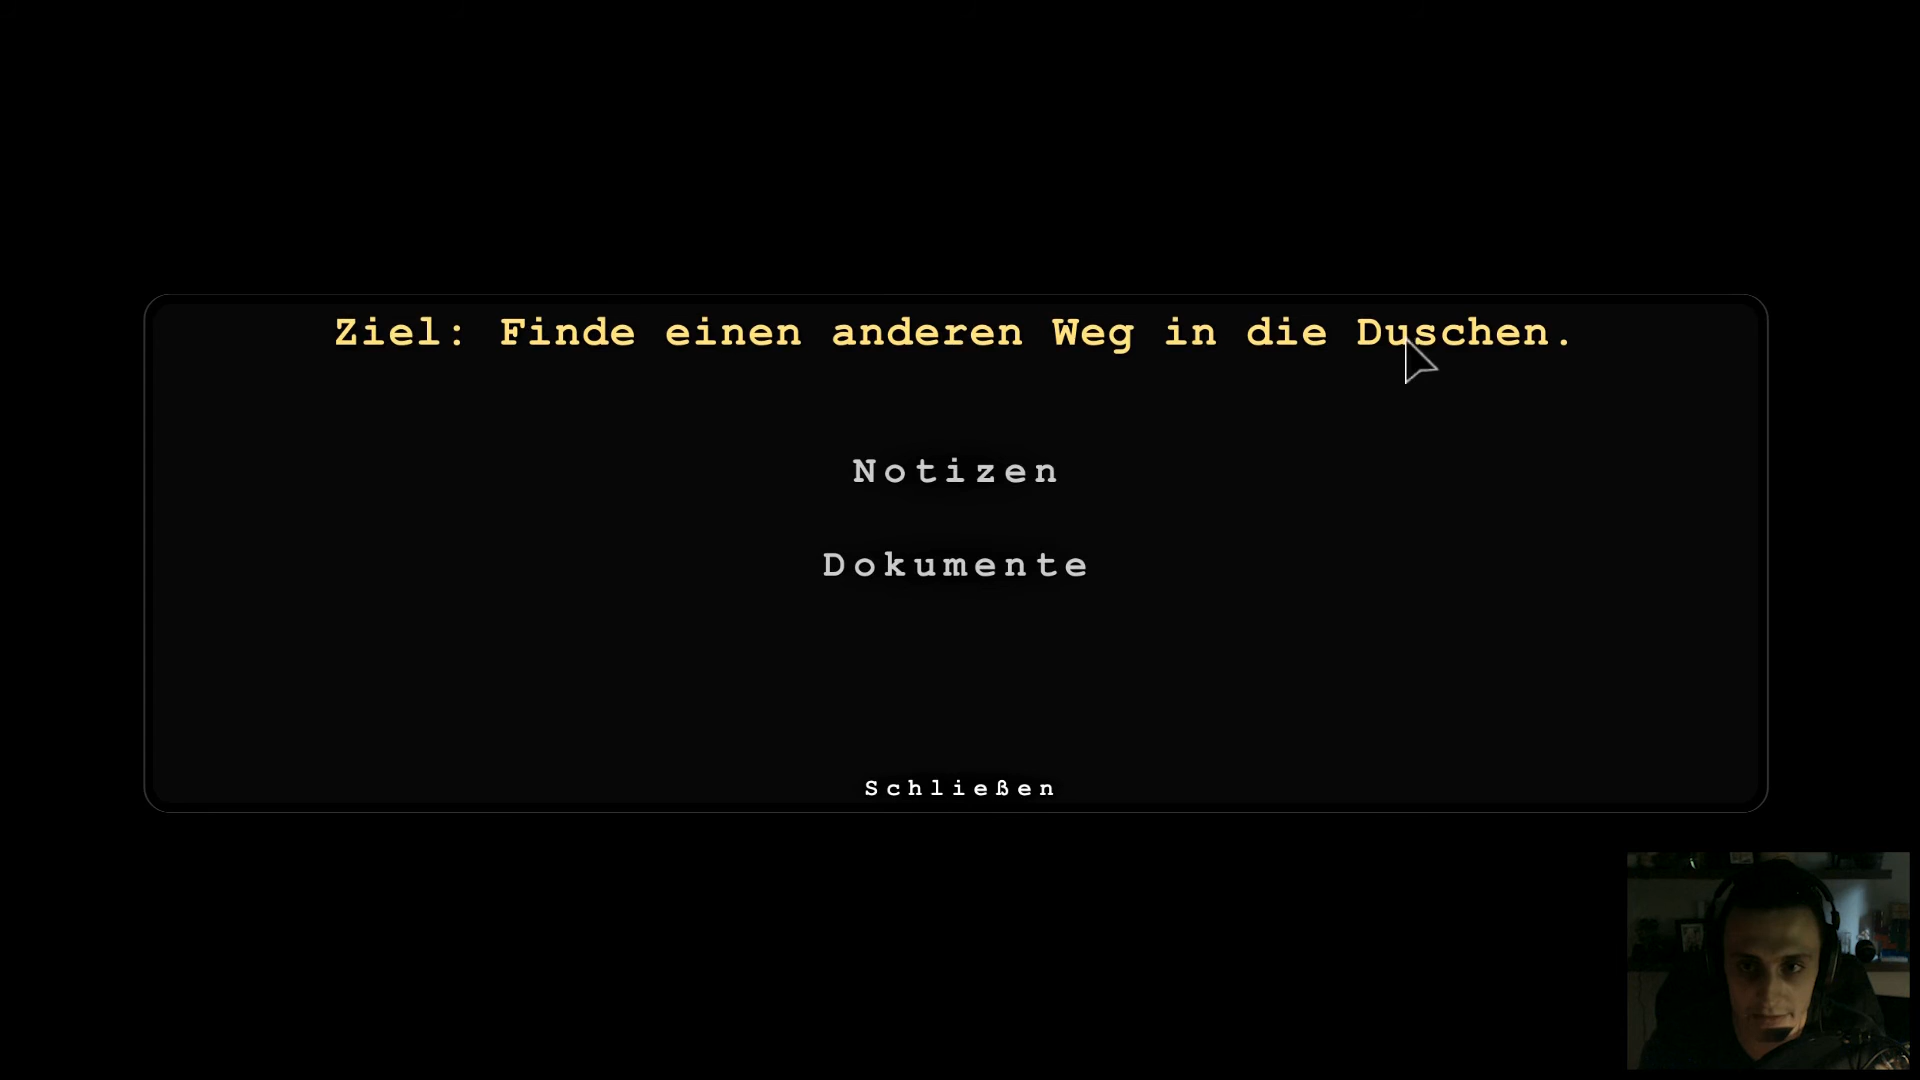 Ziel: Finde einen anderen Weg in die Duschen.
Notizen
Dokumente
Schließen